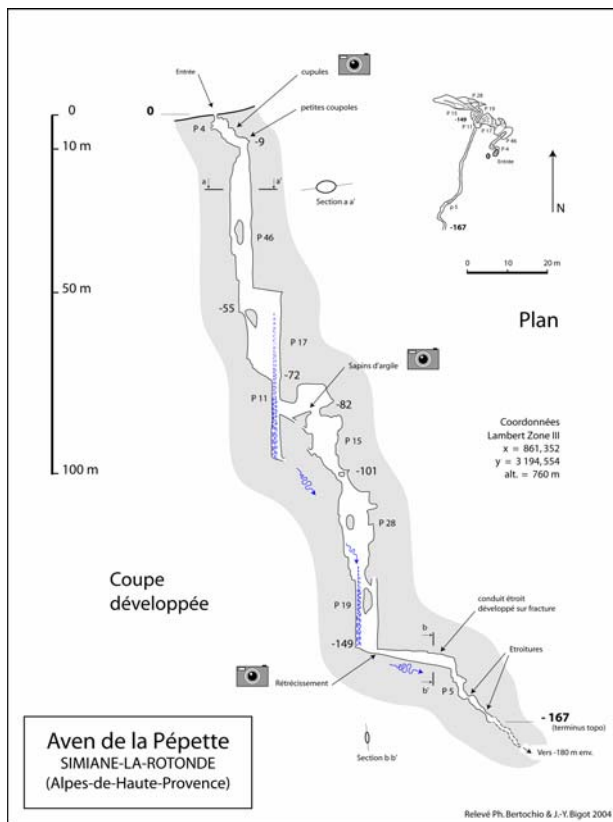 Entrée
cupules
petites coupoles
0
0
P 4
-9
10 m
a
a'
Section a a'
P 46
50 m
-55
P 17
-72
Sapins d'argile
P 11
-82
P 15
100 m
-101
P 28
Coupe
développée
P 19
conduit étroit
développé sur fracture
b
-149
Etroitures
Rétrécissement
b'
P 5
- 167
(terminus topo)
Vers -180 m env.
Section b b'
P 28
P 15
P 19
-149
P 11
P 17
P 46
P 4
Entrée
P 5
-167
N
0 10 20 m
Plan
Coordonnées
Lambert Zone III
x = 861,352
y = 3 194,554
alt. = 760 m
Aven de la Pépette
SIMIANE-LA-ROTONDE
(Alpes-de-Haute-Provence)
Relevé Ph. Bertochio & J.-Y. Bigot 2004